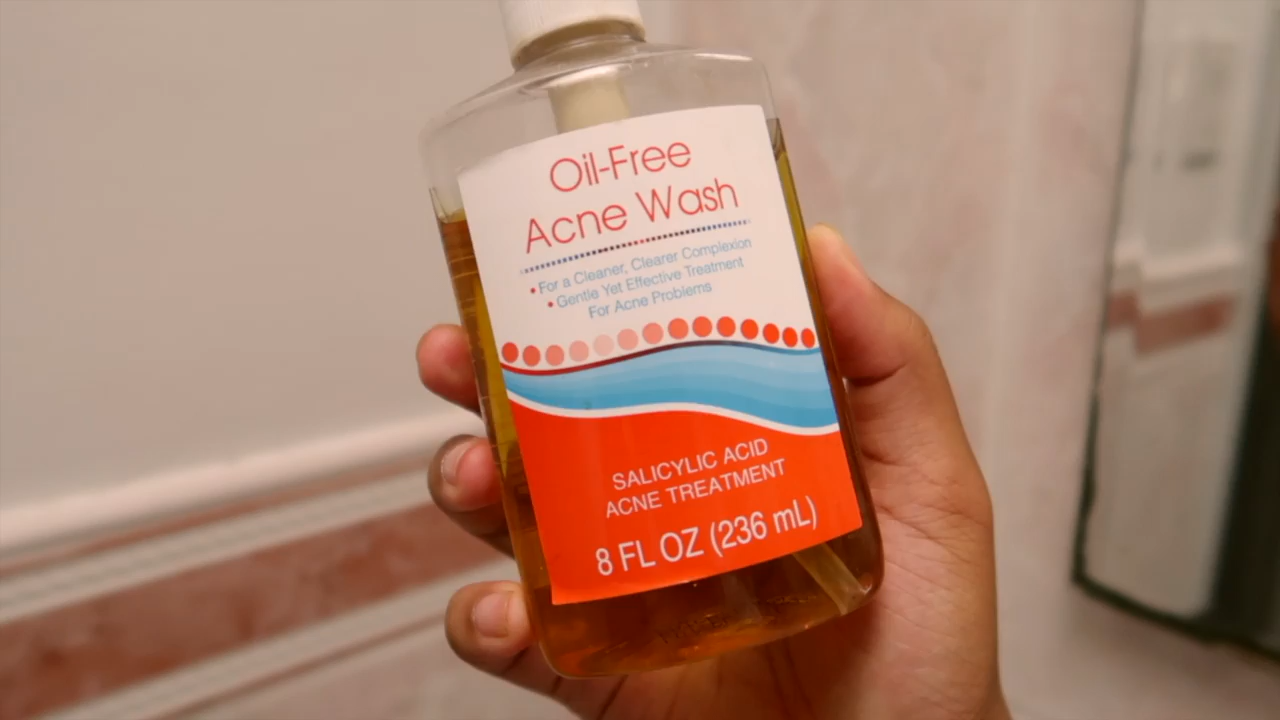 Oil-Free
Acne Wash
• For a Cleaner, Clearer Complexion
• Gentle Yet Effective Treatment
For Acne Problems
SALICYLIC ACID
ACNE TREATMENT
8 FL OZ (236 mL)